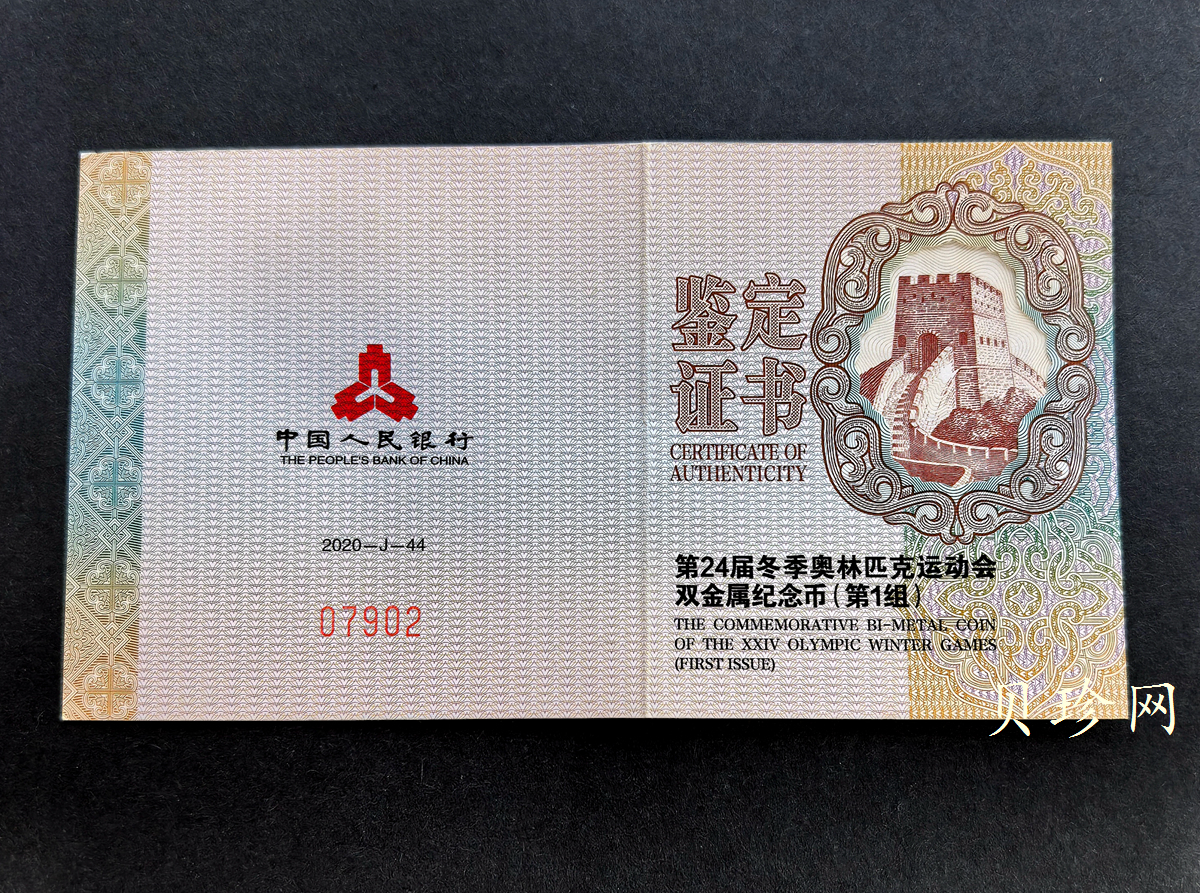 中国人民银行
THE PEOPLE'S BANK OF CHINA
2020-J-44
07902
鉴定
证书
CERTIFICATE OF
AUTHENTICITY
第24届冬季奥林匹克运动会
双金属纪念币(第1组)
THE COMMEMORATIVE BI-METAL COIN
OF THE XXIV OLYMPIC WINTER GAMES
(FIRST ISSUE)
贝珍网